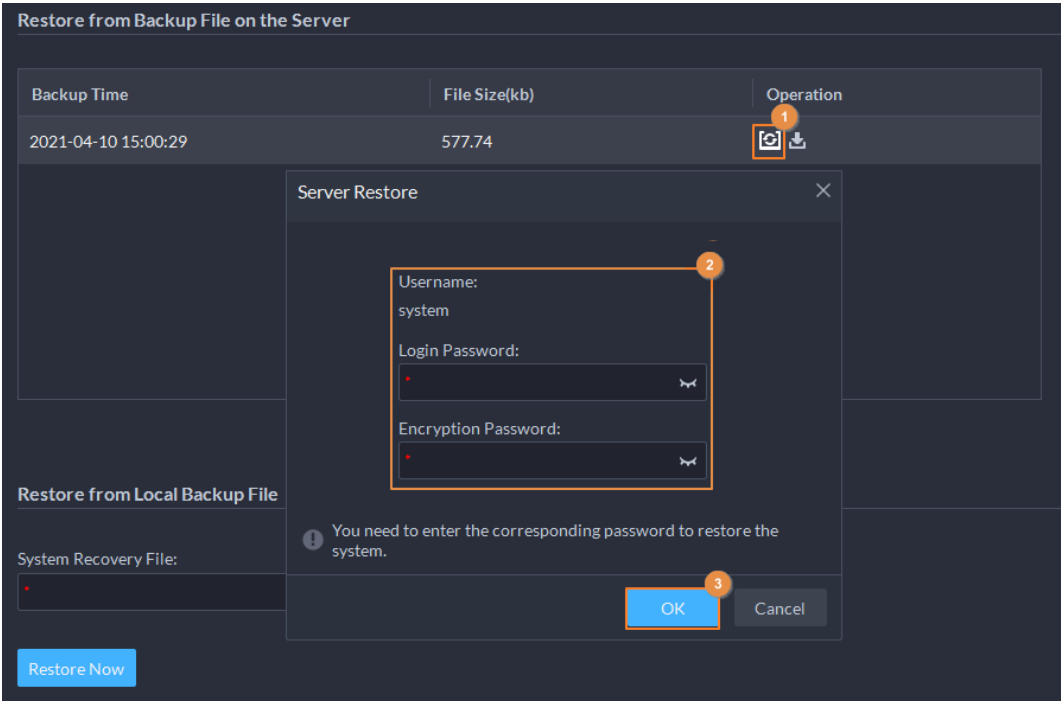 Restore from Backup File on the Server
Backup Time File Size(kb) Operation
1
2021-04-10 15:00:29 577.74
Server Restore
2
Username:
system
Login Password:
*
Encryption Password:
*
Restore from Local Backup File
You need to enter the corresponding password to restore the
system.
System Recovery File:
*
3
OK Cancel
Restore Now